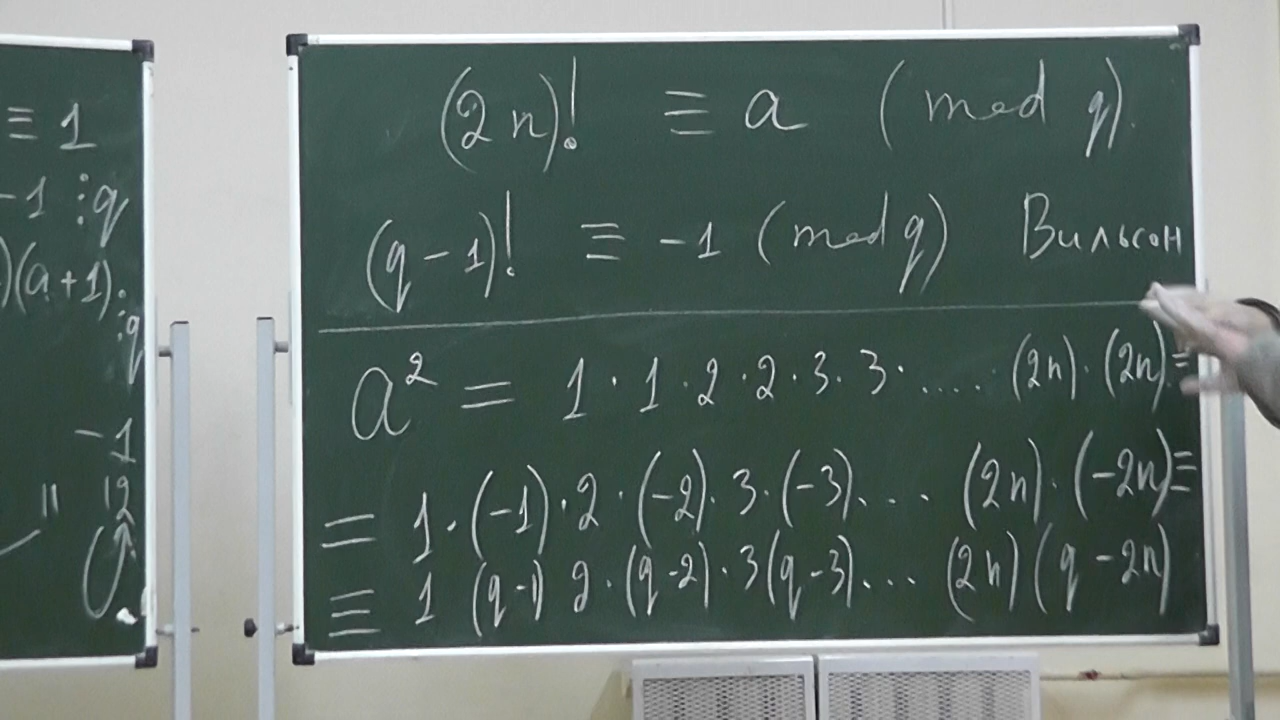 ≡ 1
-1 ⋮ q
)(a + 1) ⋮ q
-1
" 12
(2n)! ≡ a (mod q).
(q - 1)! ≡ -1 (mod q) Вильсон
a² = 1 · 1 · 2 · 2 · 3 · 3 · ..... (2n) · (2n) =
= 1 · (-1) · 2 · (-2) · 3 · (-3) · ... (2n) · (-2n) ≡
≡ 1 (q - 1) 2 · (q - 2) · 3 (q - 3) · ... (2n) (q - 2n)